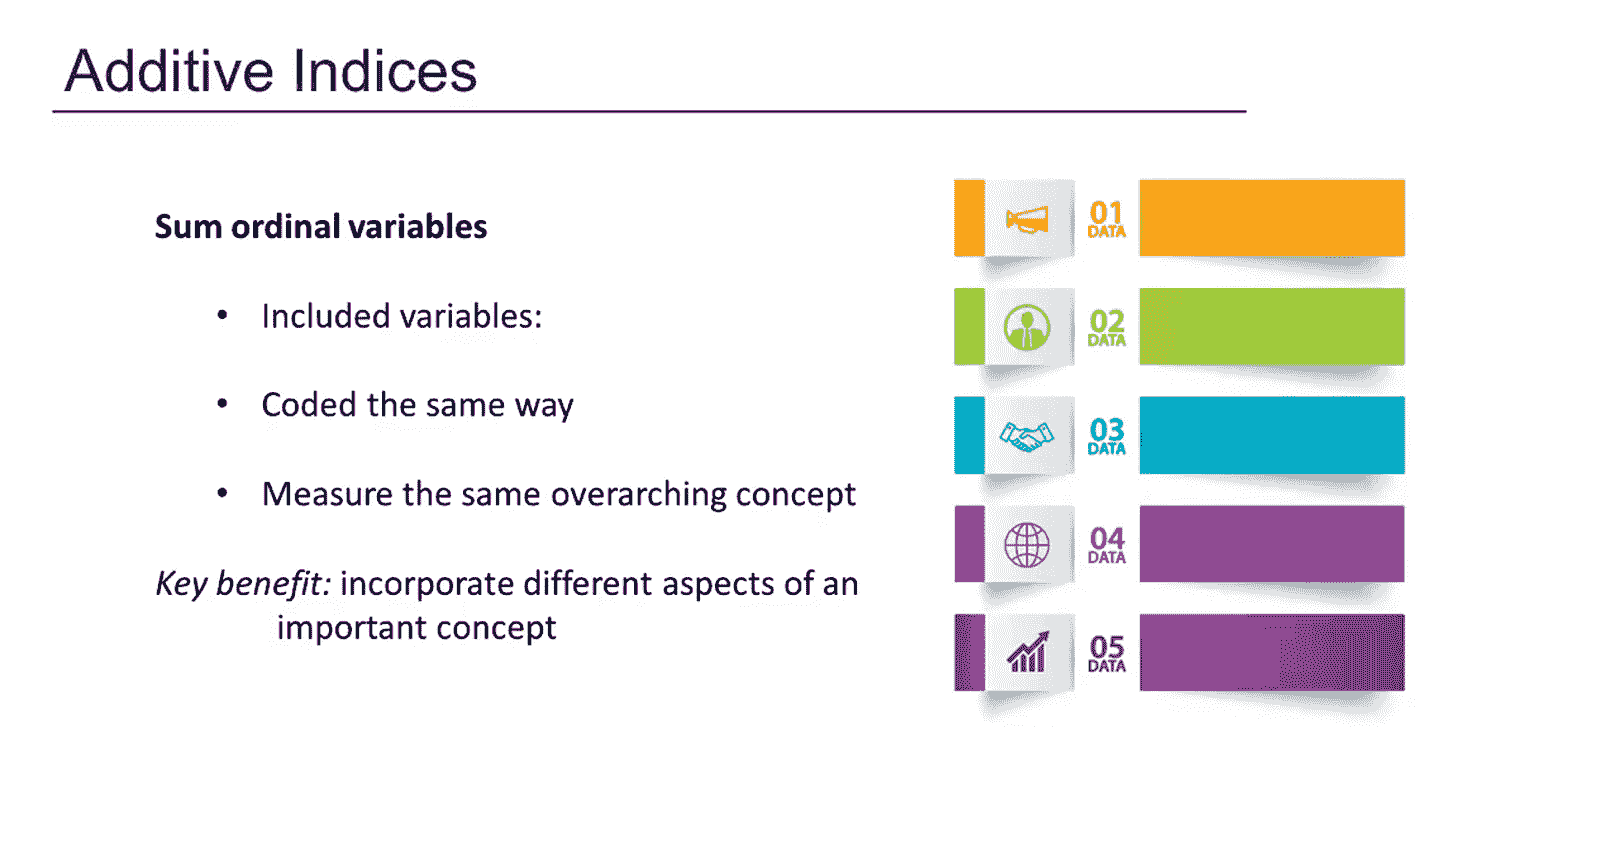 Additive Indices
Sum ordinal variables
• Included variables:
• Coded the same way
• Measure the same overarching concept
Key benefit: incorporate different aspects of an
important concept
01
DATA
02
DATA
03
DATA
04
DATA
05
DATA